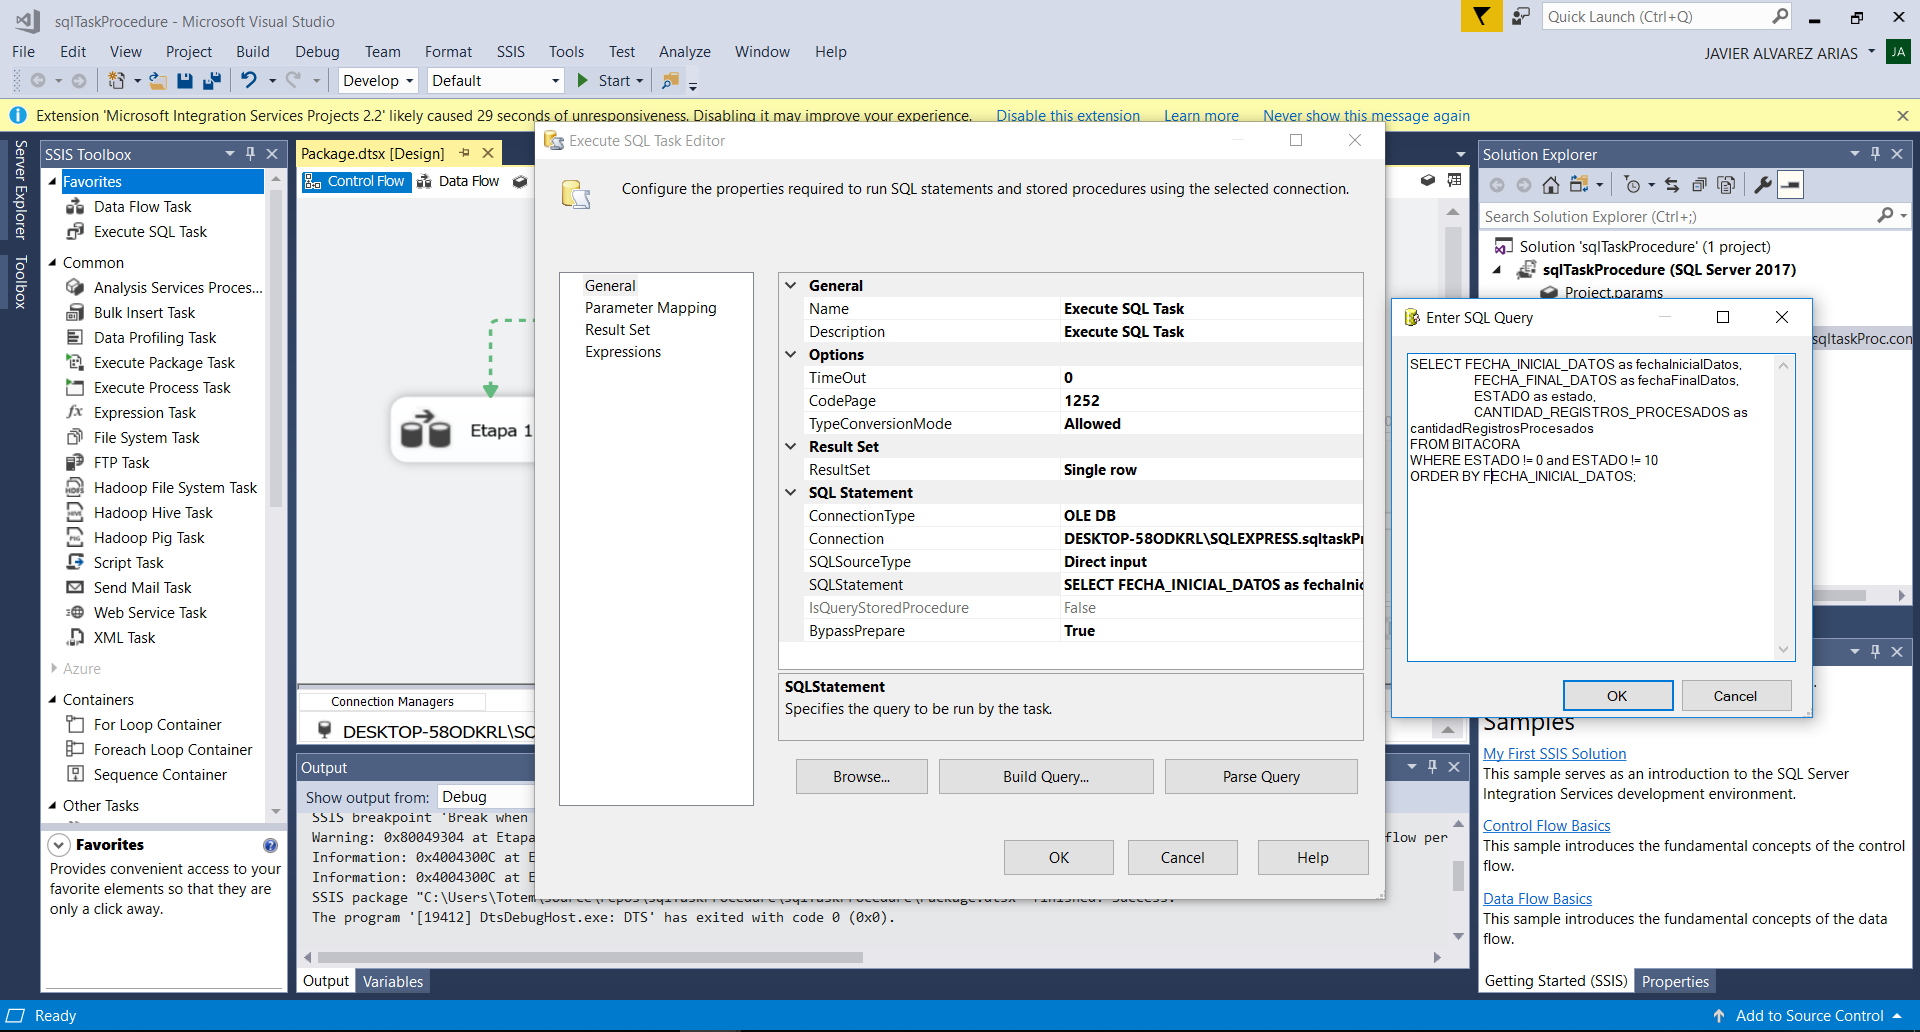 sqlTaskProcedure - Microsoft Visual Studio
Quick Launch (Ctrl+Q)
File Edit View Project Build Debug Team Format SSIS Tools Test Analyze Window Help
JAVIER ALVAREZ ARIAS
JA
Develop Default Start
Extension 'Microsoft Integration Services Projects 2.2' likely caused 29 seconds of unresponsiveness. Disabling it may improve your experience. Disable this extension Learn more Never show this message again
Server Explorer
Toolbox
SSIS Toolbox
Favorites
Data Flow Task
Execute SQL Task
Common
Analysis Services Proces...
Bulk Insert Task
Data Profiling Task
Execute Package Task
Execute Process Task
Expression Task
File System Task
FTP Task
Hadoop File System Task
Hadoop Hive Task
Hadoop Pig Task
Script Task
Send Mail Task
Web Service Task
XML Task
Azure
Containers
For Loop Container
Foreach Loop Container
Sequence Container
Other Tasks
Favorites
Provides convenient access to your
favorite elements so that they are
only a click away.
Package.dtsx [Design]
Control Flow Data Flow
Etapa 1
Connection Managers
DESKTOP-58ODKRL\SQ
Execute SQL Task Editor
Configure the properties required to run SQL statements and stored procedures using the selected connection.
General
Parameter Mapping
Result Set
Expressions
General
Name Execute SQL Task
Description Execute SQL Task
Options
TimeOut 0
CodePage 1252
TypeConversionMode Allowed
Result Set
ResultSet Single row
SQL Statement
ConnectionType OLE DB
Connection DESKTOP-58ODKRL\SQLEXPRESS.sqltaskPr
SQLSourceType Direct input
SQLStatement SELECT FECHA_INICIAL_DATOS as fechaInic
IsQueryStoredProcedure False
BypassPrepare True
SQLStatement
Specifies the query to be run by the task.
Browse... Build Query... Parse Query
OK Cancel Help
Output
Show output from: Debug
SSIS breakpoint 'Break when
Warning: 0x80049304 at Etapa flow per
Information: 0x4004300C at E
Information: 0x4004300C at E
SSIS package "C:\Users\Totem\source\repos\sqlTaskProcedure\sqlTaskProcedure\Package.dtsx" finished: Success.
The program '[19412] DtsDebugHost.exe: DTS' has exited with code 0 (0x0).
Output Variables
Solution Explorer
Search Solution Explorer (Ctrl+;)
Solution 'sqlTaskProcedure' (1 project)
sqlTaskProcedure (SQL Server 2017)
Project.params
sqltaskProc.con
Enter SQL Query
SELECT FECHA_INICIAL_DATOS as fechaInicialDatos,
FECHA_FINAL_DATOS as fechaFinalDatos,
ESTADO as estado,
CANTIDAD_REGISTROS_PROCESADOS as
cantidadRegistrosProcesados
FROM BITACORA
WHERE ESTADO != 0 and ESTADO != 10
ORDER BY FECHA_INICIAL_DATOS;
OK Cancel
Samples
My First SSIS Solution
This sample serves as an introduction to the SQL Server
Integration Services development environment.
Control Flow Basics
This sample introduces the fundamental concepts of the control
flow.
Data Flow Basics
This sample introduces the fundamental concepts of the data
flow.
Getting Started (SSIS) Properties
Ready
Add to Source Control